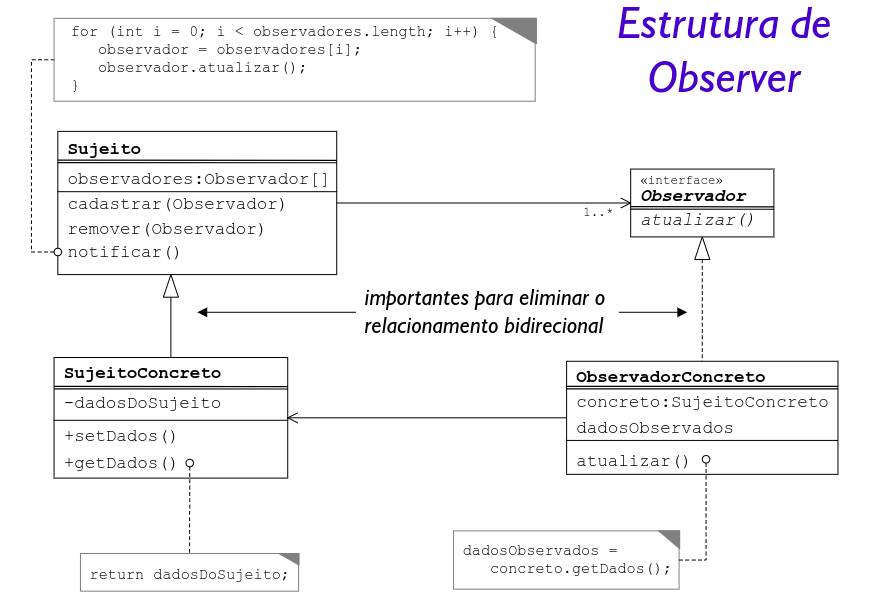 Estrutura de
Observer
for (int i = 0; i < observadores.length; i++) {
observador = observadores[i];
observador.atualizar();
}
Sujeito
observadores:Observador[]
cadastrar(Observador)
remover(Observador)
notificar()
1..*
«interface»
Observador
atualizar()
importantes para eliminar o
relacionamento bidirecional
SujeitoConcreto
-dadosDoSujeito
+setDados()
+getDados()
ObservadorConcreto
concreto:SujeitoConcreto
dadosObservados
atualizar()
return dadosDoSujeito;
dadosObservados =
concreto.getDados();